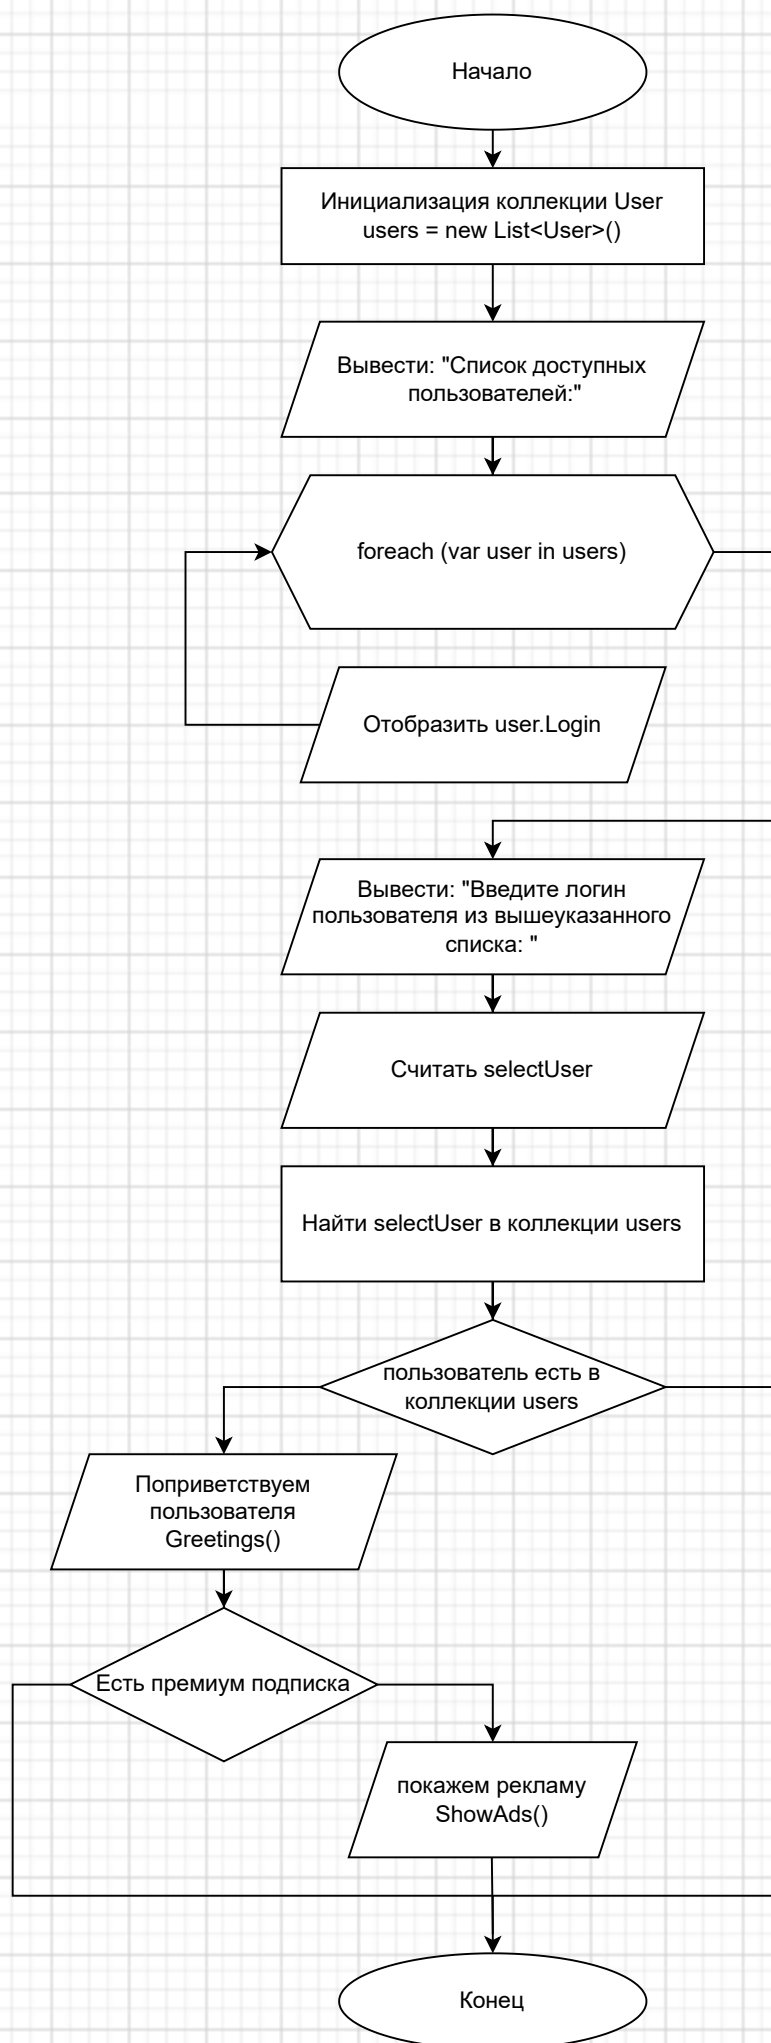 Начало
Инициализация коллекции User
users = new List<User>()
Вывести: "Список доступных
пользователей:"
foreach (var user in users)
Отобразить user.Login
Вывести: "Введите логин
пользователя из вышеуказанного
списка: "
Считать selectUser
Найти selectUser в коллекции users
пользователь есть в
коллекции users
Поприветствуем
пользователя
Greetings()
Есть премиум подписка
покажем рекламу
ShowAds()
Конец